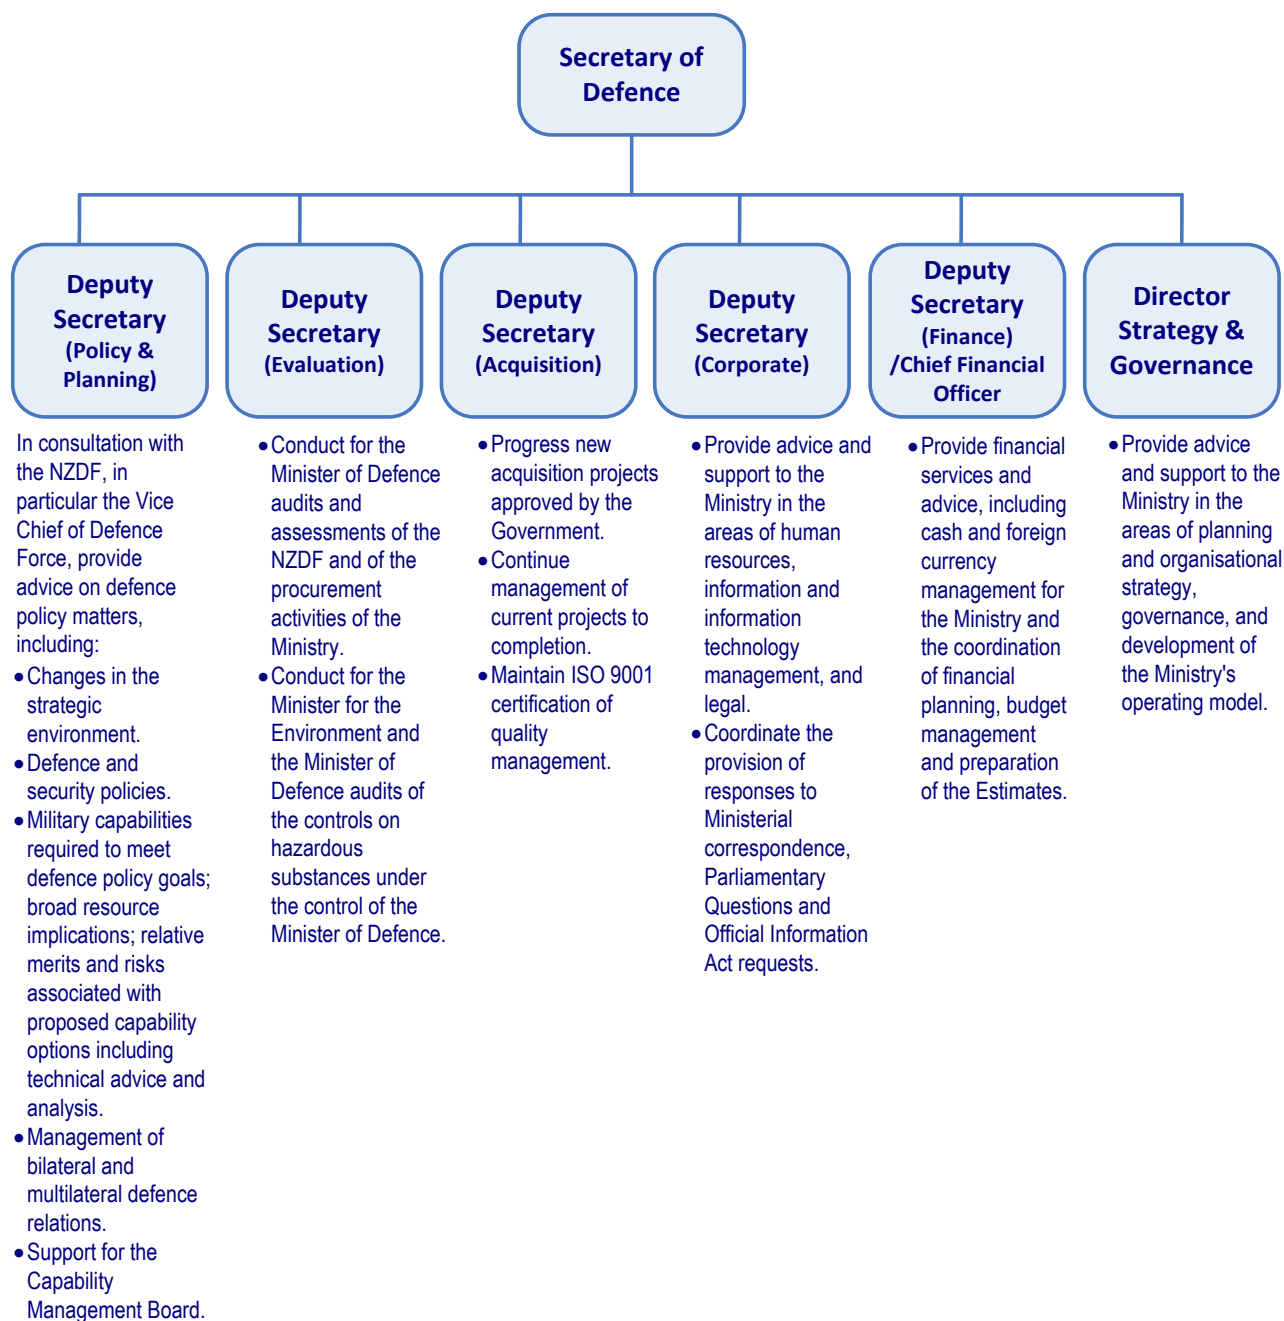 Secretary of
Defence
Deputy
Secretary
(Policy &
Planning)
In consultation with
the NZDF, in
particular the Vice
Chief of Defence
Force, provide
advice on defence
policy matters,
including:
•Changes in the
strategic
environment.
•Defence and
security policies.
•Military capabilities
required to meet
defence policy goals;
broad resource
implications; relative
merits and risks
associated with
proposed capability
options including
technical advice and
analysis.
•Management of
bilateral and
multilateral defence
relations.
•Support for the
Capability
Management Board.
Deputy
Secretary
(Evaluation)
•Conduct for the
Minister of Defence
audits and
assessments of the
NZDF and of the
procurement
activities of the
Ministry.
•Conduct for the
Minister for the
Environment and
the Minister of
Defence audits of
the controls on
hazardous
substances under
the control of the
Minister of Defence.
Deputy
Secretary
(Acquisition)
•Progress new
acquisition projects
approved by the
Government.
•Continue
management of
current projects to
completion.
•Maintain ISO 9001
certification of
quality
management.
Deputy
Secretary
(Corporate)
•Provide advice and
support to the
Ministry in the
areas of human
resources,
information and
information
technology
management, and
legal.
•Coordinate the
provision of
responses to
Ministerial
correspondence,
Parliamentary
Questions and
Official Information
Act requests.
Deputy
Secretary
(Finance)
/Chief Financial
Officer
•Provide financial
services and
advice, including
cash and foreign
currency
management for
the Ministry and
the coordination
of financial
planning, budget
management
and preparation
of the Estimates.
Director
Strategy &
Governance
•Provide advice
and support to the
Ministry in the
areas of planning
and organisational
strategy,
governance, and
development of
the Ministry's
operating model.